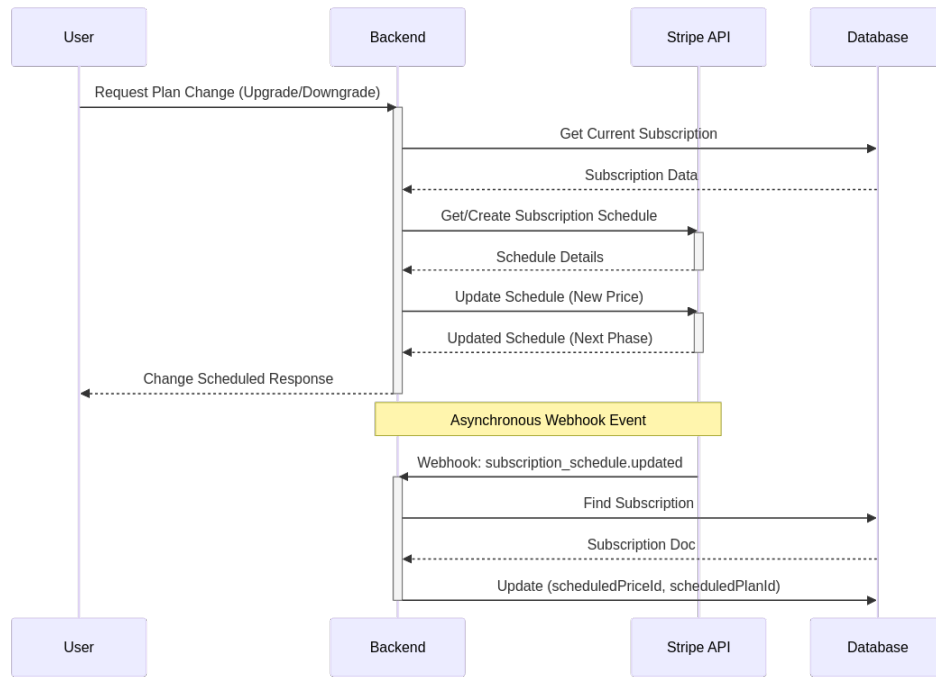 User
Backend
Stripe API
Database
Request Plan Change (Upgrade/Downgrade)
Get Current Subscription
Subscription Data
Get/Create Subscription Schedule
Schedule Details
Update Schedule (New Price)
Updated Schedule (Next Phase)
Change Scheduled Response
Asynchronous Webhook Event
Webhook: subscription_schedule.updated
Find Subscription
Subscription Doc
Update (scheduledPriceId, scheduledPlanId)
User
Backend
Stripe API
Database